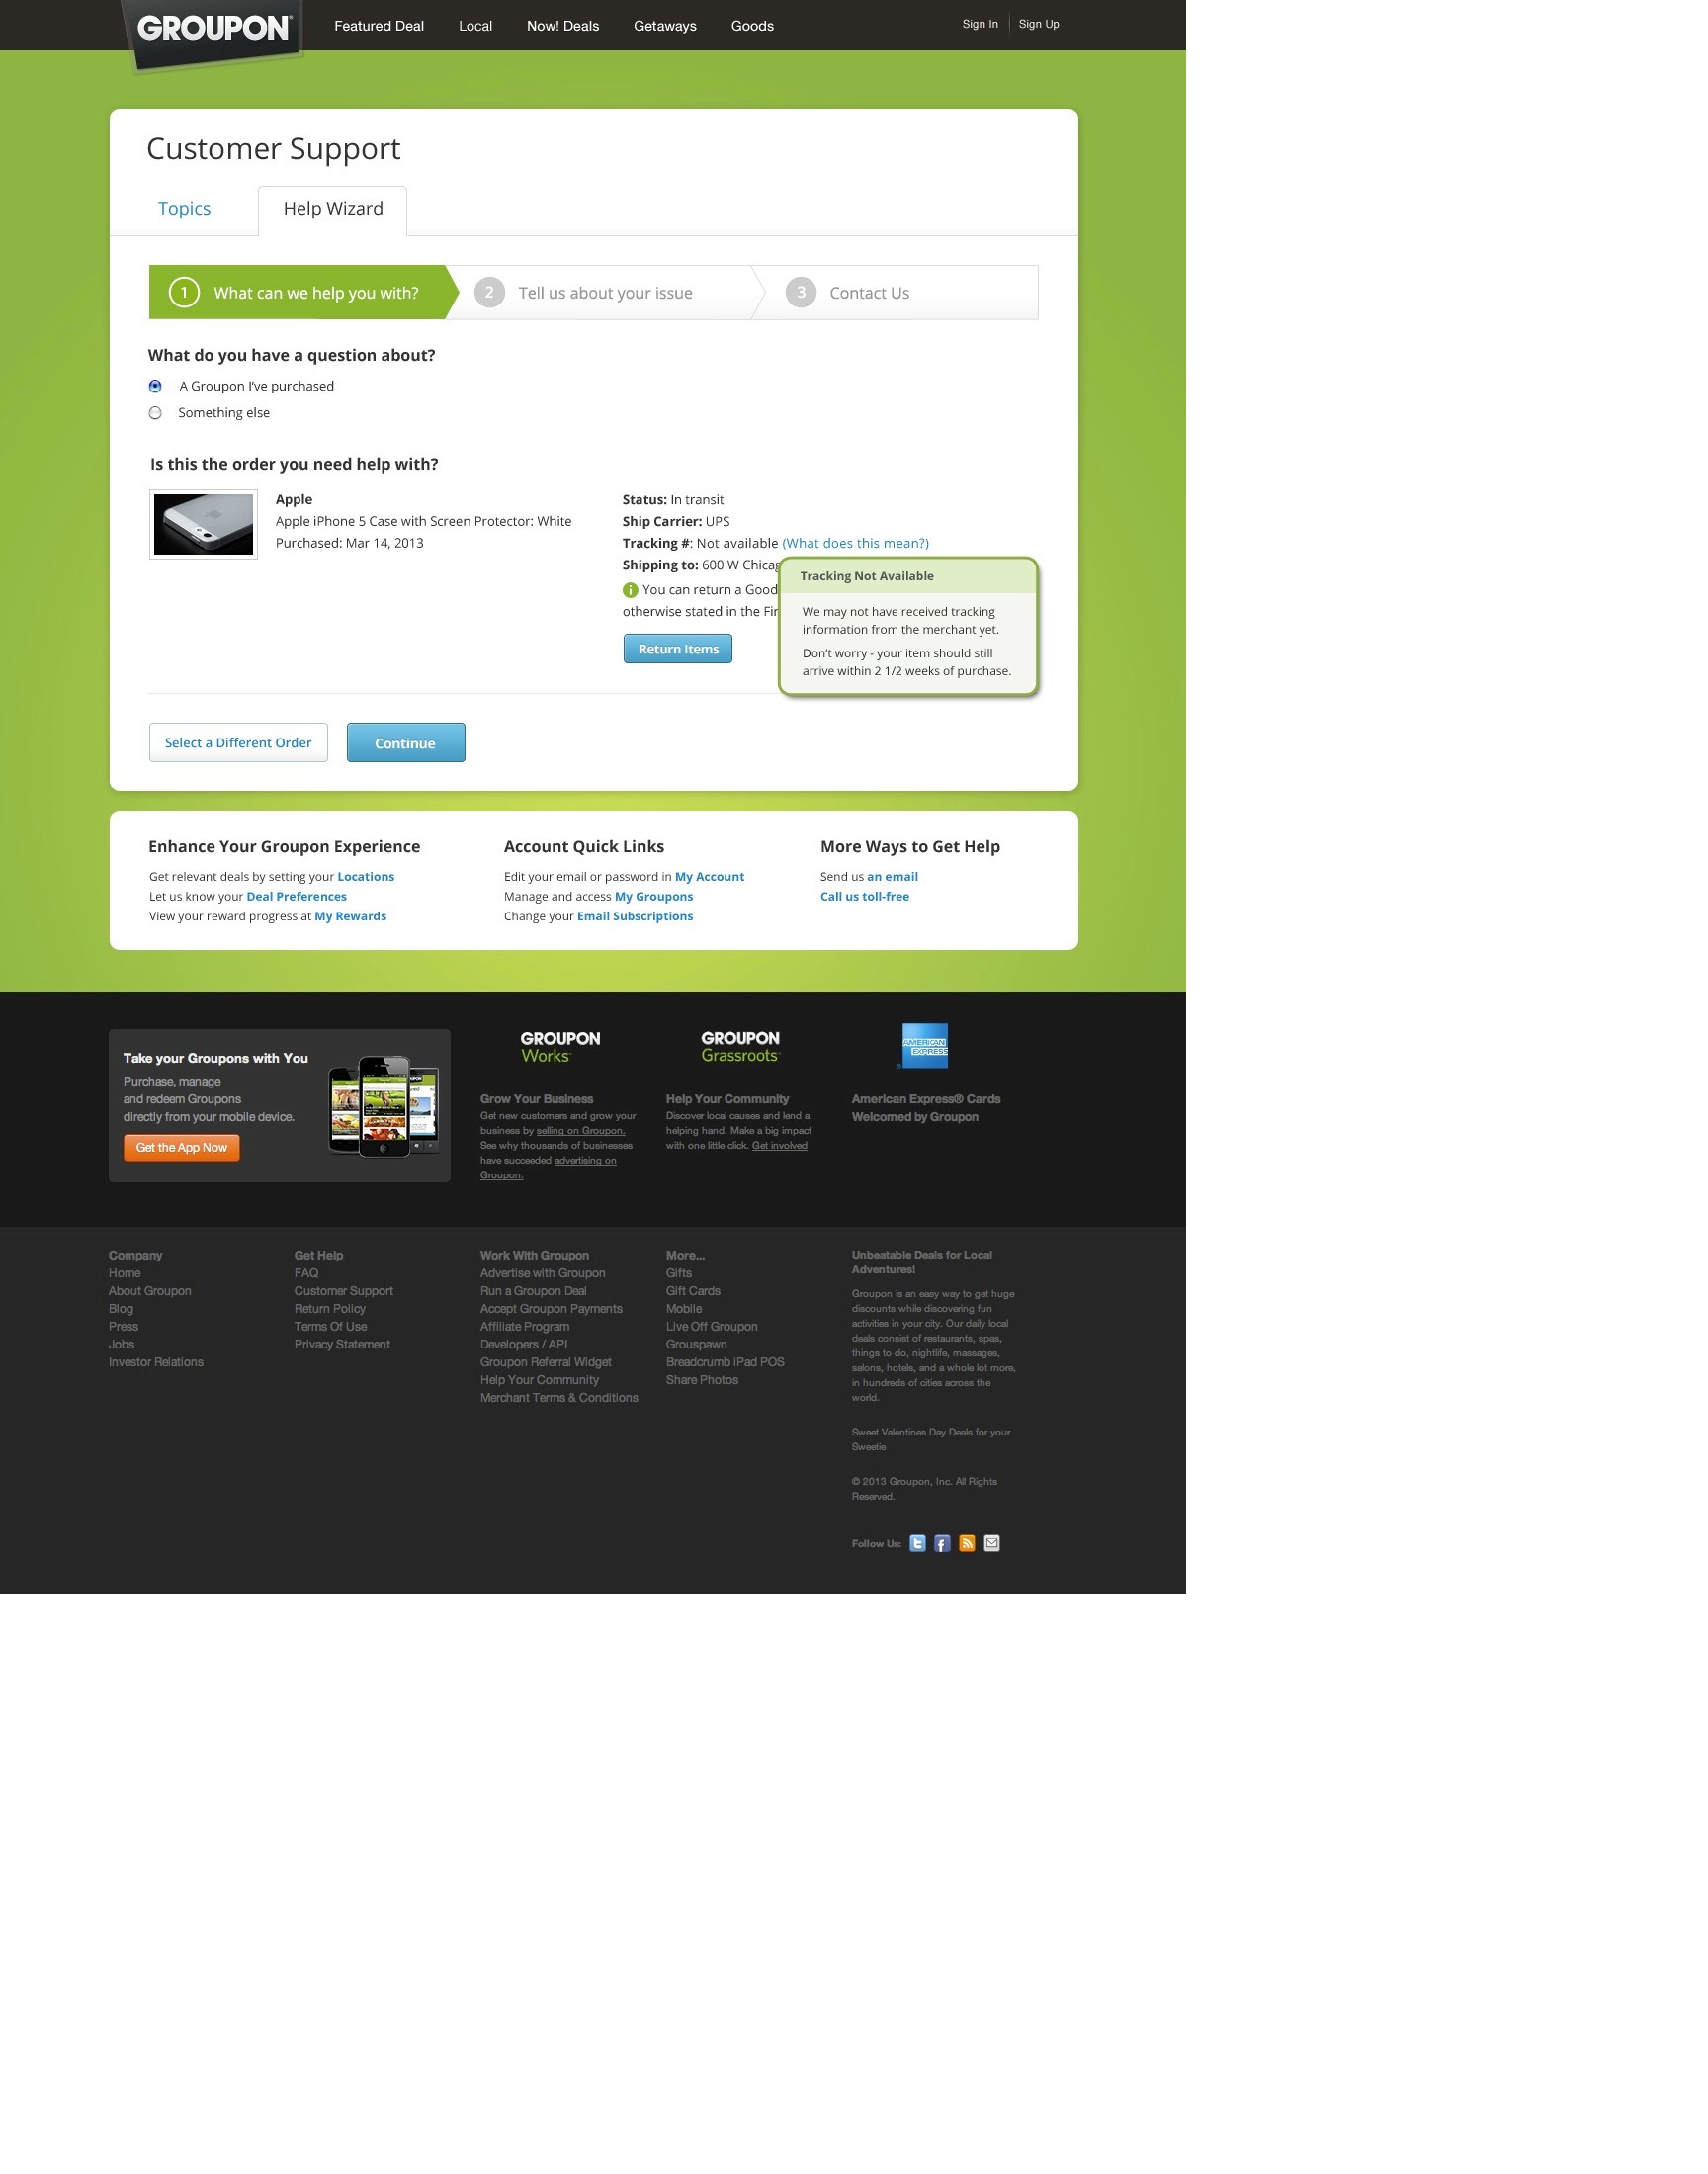 GROUPON
Featured Deal
Local
Now! Deals
Getaways
Goods
Sign In
Sign Up
Customer Support
Topics
Help Wizard
1 What can we help you with?
2 Tell us about your issue
3 Contact Us
What do you have a question about?
A Groupon I've purchased
Something else
Is this the order you need help with?
Apple
Apple iPhone 5 Case with Screen Protector: White
Purchased: Mar 14, 2013
Status: In transit
Ship Carrier: UPS
Tracking #: Not available (What does this mean?)
Shipping to: 600 W Chicag
You can return a Good
otherwise stated in the Fin
Return Items
Tracking Not Available
We may not have received tracking
information from the merchant yet.
Don't worry - your item should still
arrive within 2 1/2 weeks of purchase.
Select a Different Order
Continue
Enhance Your Groupon Experience
Get relevant deals by setting your Locations
Let us know your Deal Preferences
View your reward progress at My Rewards
Account Quick Links
Edit your email or password in My Account
Manage and access My Groupons
Change your Email Subscriptions
More Ways to Get Help
Send us an email
Call us toll-free
Take your Groupons with You
Purchase, manage
and redeem Groupons
directly from your mobile device.
Get the App Now
GROUPON
Works
Grow Your Business
Get new customers and grow your
business by selling on Groupon.
See why thousands of businesses
have succeeded advertising on
Groupon.
GROUPON
Grassroots
Help Your Community
Discover local causes and lend a
helping hand. Make a big impact
with one little click. Get involved
AMERICAN
EXPRESS
American Express® Cards
Welcomed by Groupon
Company
Home
About Groupon
Blog
Press
Jobs
Investor Relations
Get Help
FAQ
Customer Support
Return Policy
Terms Of Use
Privacy Statement
Work With Groupon
Advertise with Groupon
Run a Groupon Deal
Accept Groupon Payments
Affiliate Program
Developers / API
Groupon Referral Widget
Help Your Community
Merchant Terms & Conditions
More...
Gifts
Gift Cards
Mobile
Live Off Groupon
Grouspawn
Breadcrumb iPad POS
Share Photos
Unbeatable Deals for Local
Adventures!
Groupon is an easy way to get huge
discounts while discovering fun
activities in your city. Our daily local
deals consist of restaurants, spas,
things to do, nightlife, massages,
salons, hotels, and a whole lot more,
in hundreds of cities across the
world.
Sweet Valentines Day Deals for your
Sweetie
© 2013 Groupon, Inc. All Rights
Reserved.
Follow Us: